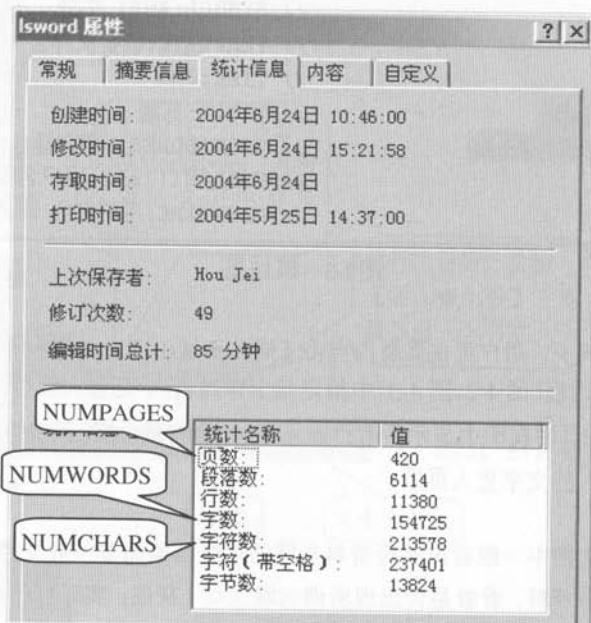 lsword 属性
常规 摘要信息 统计信息 内容 自定义
创建时间: 2004年6月24日 10:46:00
修改时间: 2004年6月24日 15:21:58
存取时间: 2004年6月24日
打印时间: 2004年5月25日 14:37:00
上次保存者: Hou Jei
修订次数: 49
编辑时间总计: 85 分钟
NUMPAGES
NUMWORDS
NUMCHARS
统计名称 值
页数: 420
段落数: 6114
行数: 11380
字数: 154725
字符数: 213578
字符(带空格): 237401
字节数: 13824